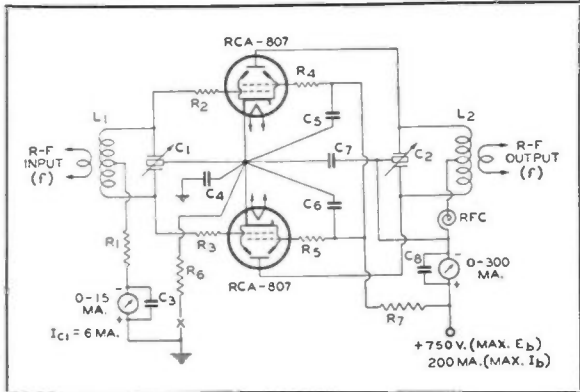 RCA-807
R4
L1
R2
C5
L2
R-F
INPUT
(f)
C1
C7
C2
R-F
OUTPUT
(f)
C4
C6
RFC
R1
R3
R5
C8
0-300
MA.
R6
RCA-807
0-15
MA.
C3
R7
IC1 = 6 MA.
X
+750 V. (MAX. Eb)
200 MA. (MAX. Ib)
-
+
-
+